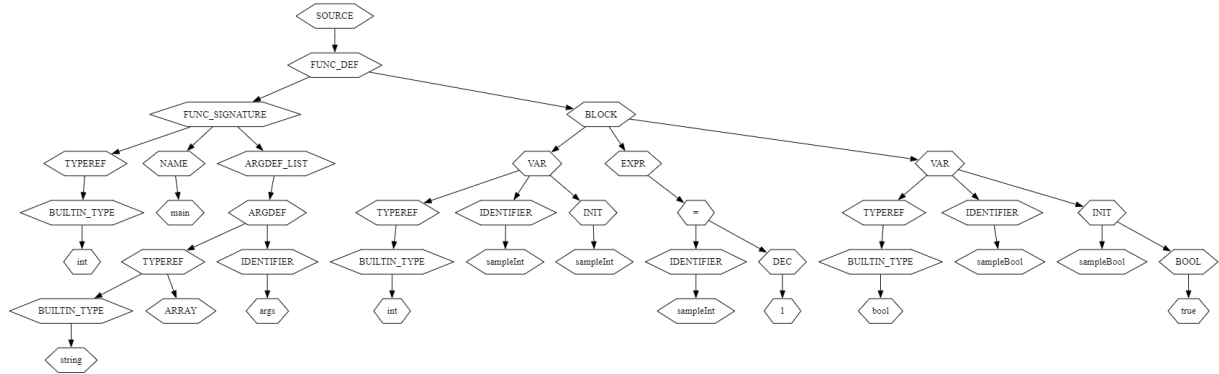 SOURCE
FUNC_DEF
FUNC_SIGNATURE BLOCK
TYPEREF NAME ARGDEF_LIST VAR EXPR VAR
BUILTIN_TYPE main ARGDEF TYPEREF IDENTIFIER INIT = TYPEREF IDENTIFIER INIT
int TYPEREF IDENTIFIER BUILTIN_TYPE sampleInt sampleInt IDENTIFIER DEC BUILTIN_TYPE sampleBool sampleBool BOOL
BUILTIN_TYPE ARRAY args int sampleInt 1 bool true
string